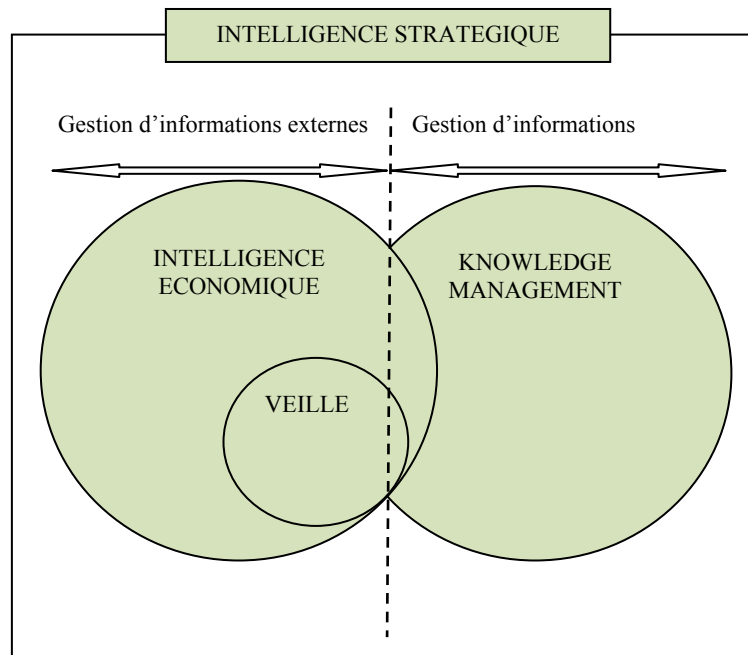 INTELLIGENCE STRATEGIQUE
Gestion d’informations externes
Gestion d’informations
INTELLIGENCE
ECONOMIQUE
KNOWLEDGE
MANAGEMENT
VEILLE